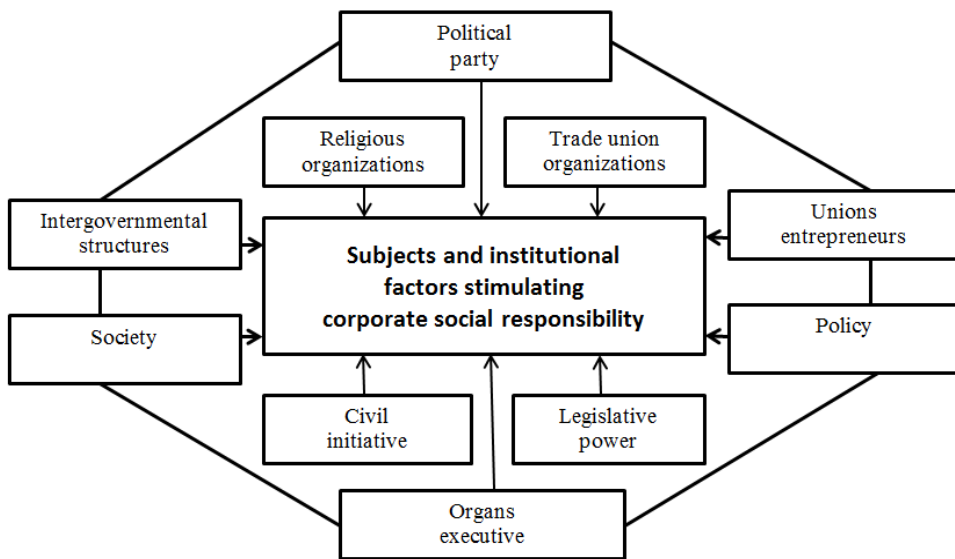 Political
party
Religious
organizations
Trade union
organizations
Intergovernmental
structures
Unions
entrepreneurs
Subjects and institutional
factors stimulating
corporate social responsibility
Society
Policy
Civil
initiative
Legislative
power
Organs
executive